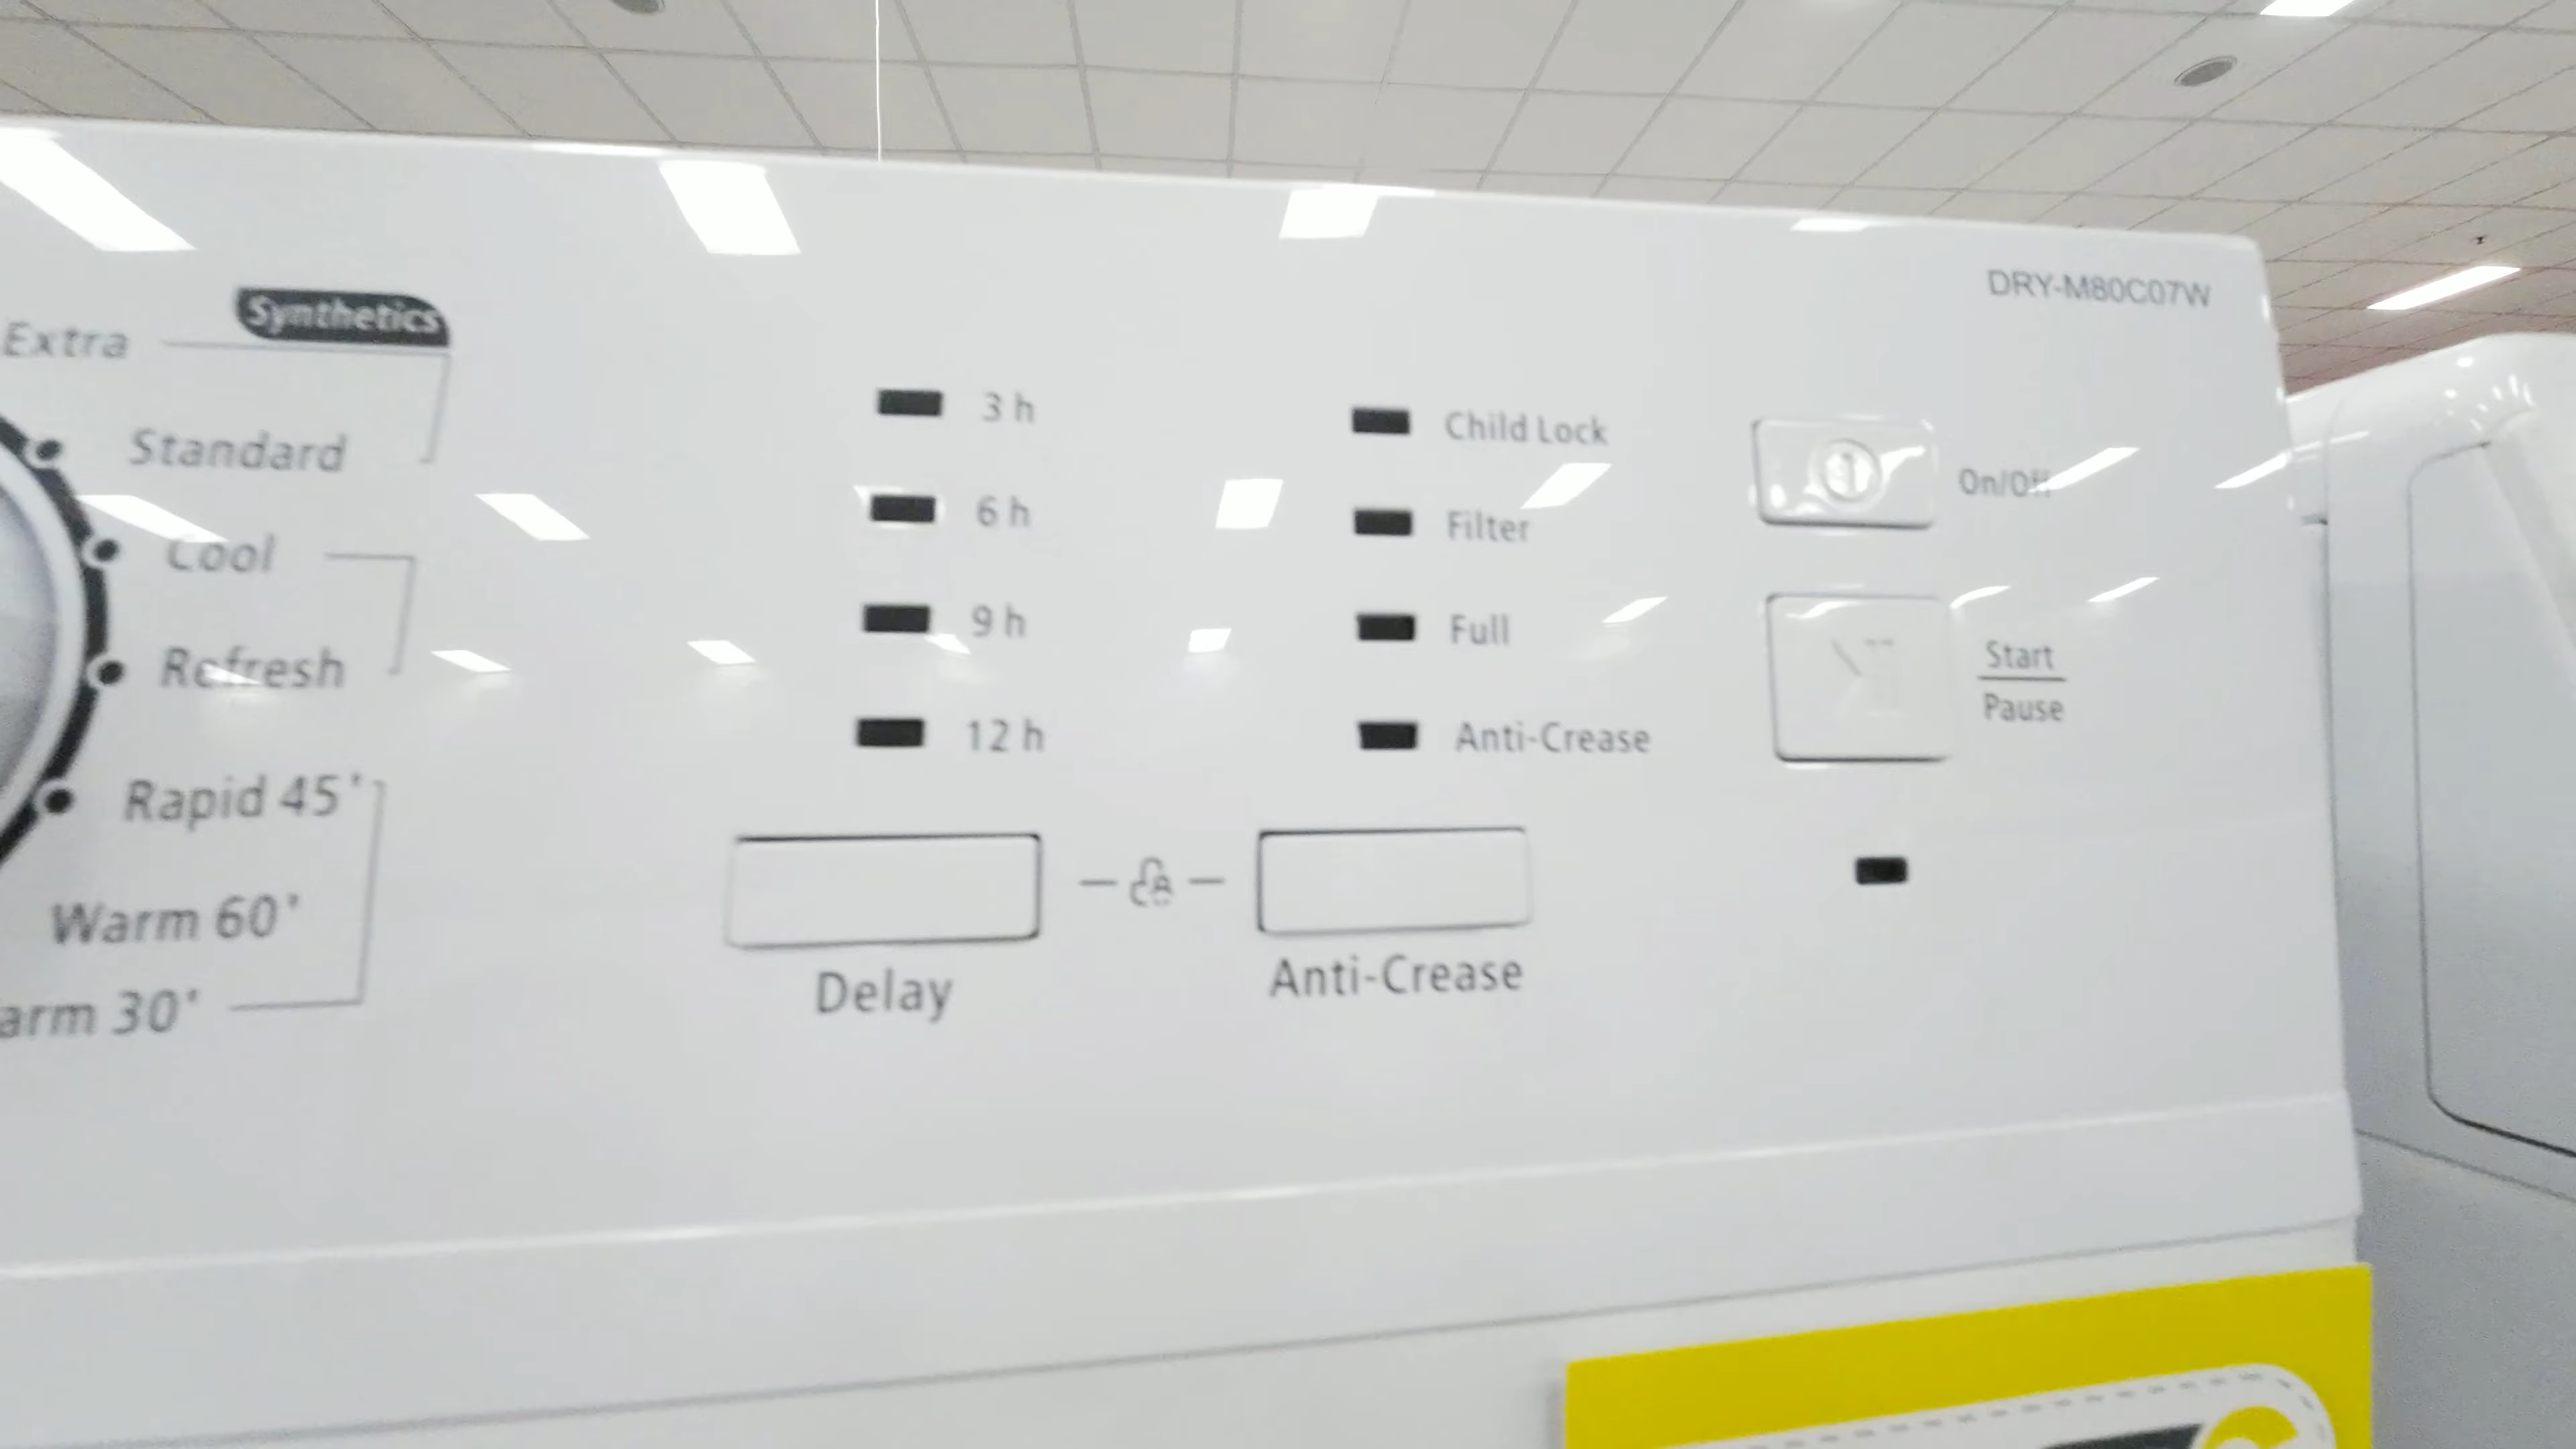 DRY-M80C07W
Synthetics
Extra
Standard
Cool
Refresh
Rapid 45'
Warm 60'
arm 30'
3 h
6 h
9 h
12 h
Delay
Child Lock
Filter
Full
Anti-Crease
Anti-Crease
On/Off
Start
Pause